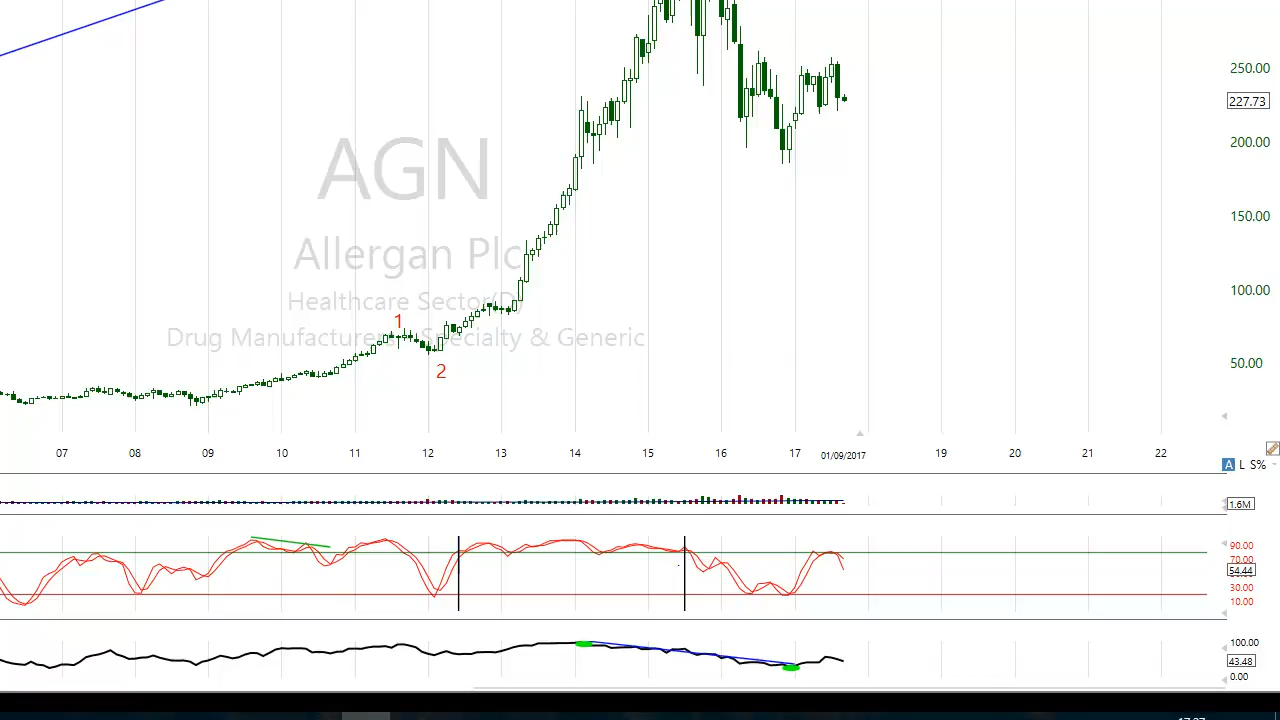 250.00
227.73
200.00
AGN
150.00
Allergan Plc
Healthcare Sector(D)
100.00
1
Drug Manufacturers - Specialty & Generic
2
50.00
07 08 09 10 11 12 13 14 15 16 17 01/09/2017 19 20 21 22
A L S%
1.6M
90.00
70.00
54.44
30.00
10.00
100.00
43.48
0.00